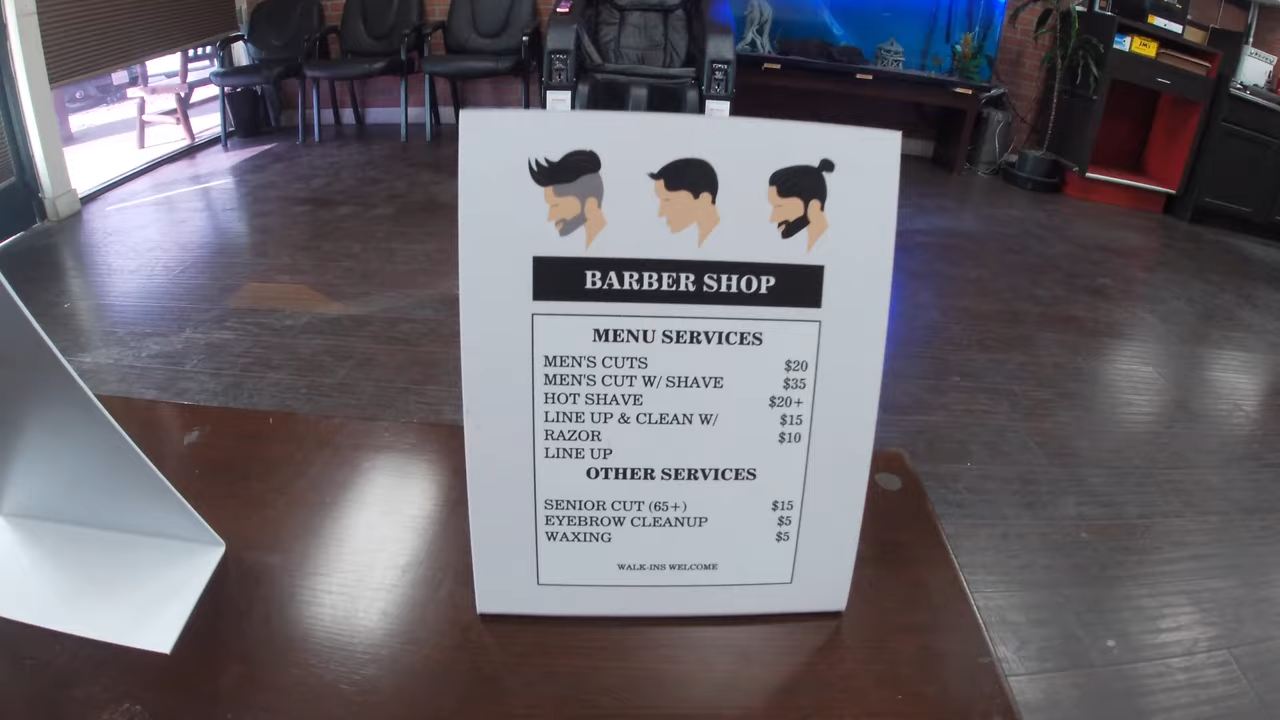 BARBER SHOP
MENU SERVICES
MEN'S CUTS $20
MEN'S CUT W/ SHAVE $35
HOT SHAVE $20+
LINE UP & CLEAN W/ $15
RAZOR $10
LINE UP
OTHER SERVICES
SENIOR CUT (65+) $15
EYEBROW CLEANUP $5
WAXING $5
WALK-INS WELCOME